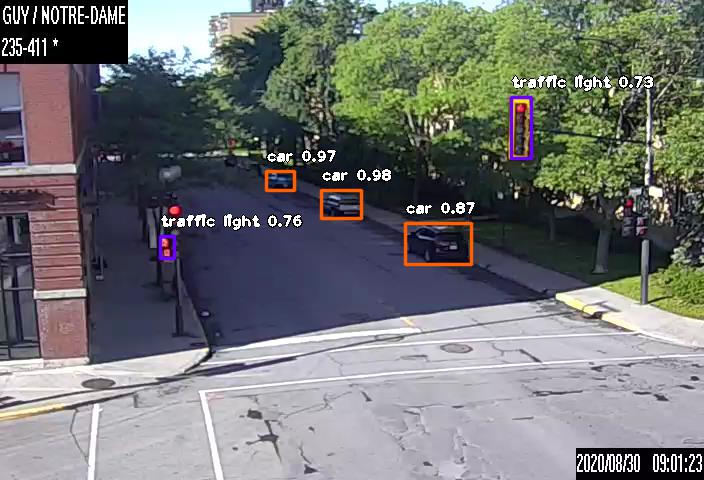 GUY / NOTRE-DAME
235-411 *
traffic light 0.73
car 0.97
car 0.98
car 0.87
traffic light 0.76
2020/08/30 09:01:23